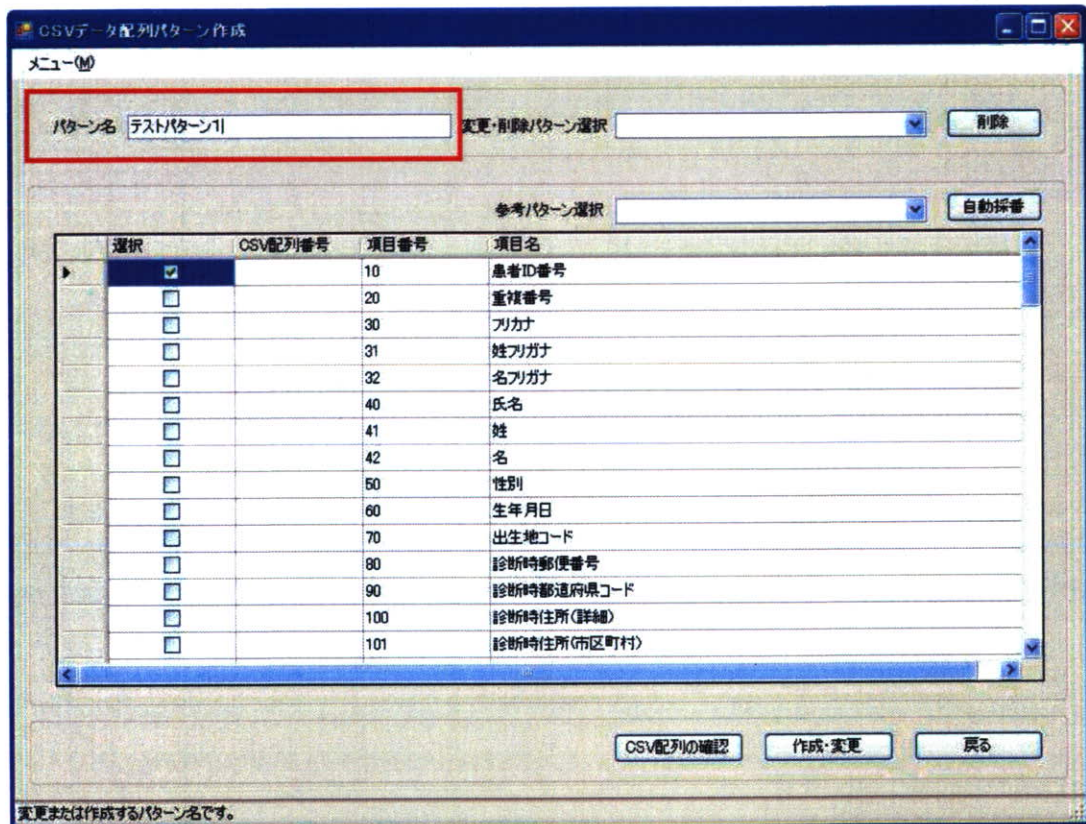 CSVデータ配列パターン作成
メニュー(M)
パターン名 テストパターン1 変更・削除パターン選択 削除
参考パターン選択 自動採番
選択 CSV配列番号 項目番号 項目名
10 患者ID番号
20 重複番号
30 フリカナ
31 姓フリガナ
32 名フリガナ
40 氏名
41 姓
42 名
50 性別
60 生年月日
70 出生地コード
80 診断時郵便番号
90 診断時都道府県コード
100 診断時住所(詳細)
101 診断時住所(市区町村)
CSV配列の確認 作成・変更 戻る
変更または作成するパターン名です。